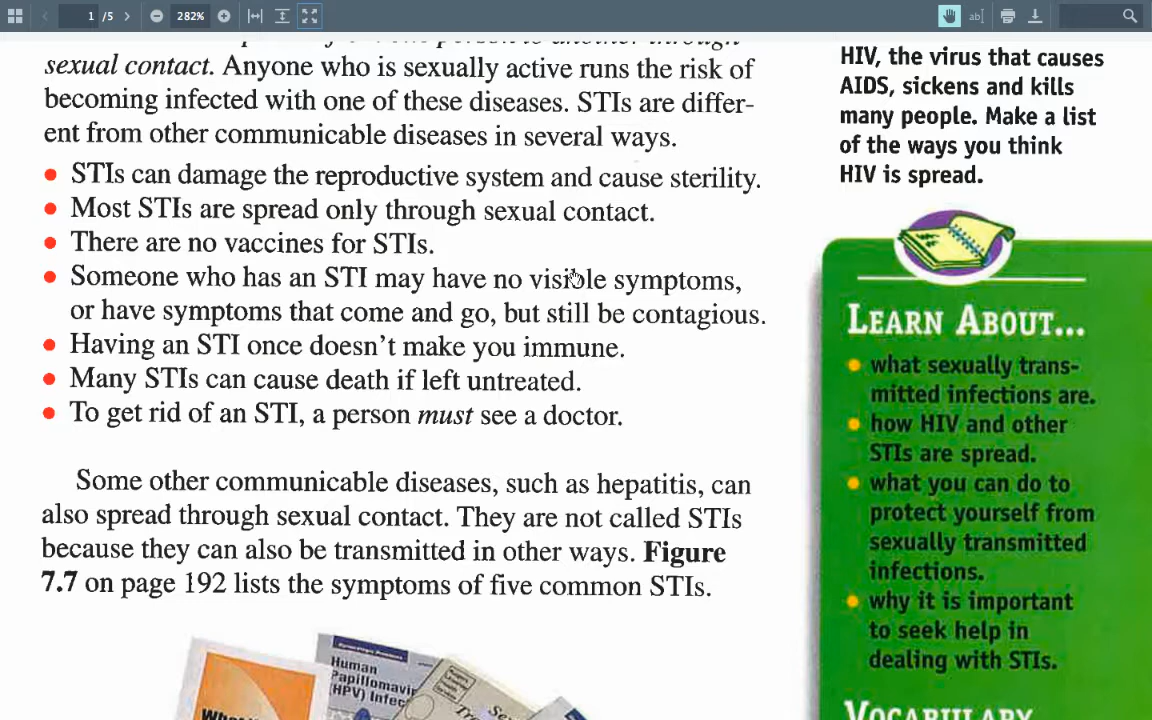 1 /5 282% ab
sexual contact. Anyone who is sexually active runs the risk of
becoming infected with one of these diseases. STIs are differ-
ent from other communicable diseases in several ways.
• STIs can damage the reproductive system and cause sterility.
• Most STIs are spread only through sexual contact.
• There are no vaccines for STIs.
• Someone who has an STI may have no visible symptoms,
or have symptoms that come and go, but still be contagious.
• Having an STI once doesn't make you immune.
• Many STIs can cause death if left untreated.
• To get rid of an STI, a person must see a doctor.
Some other communicable diseases, such as hepatitis, can
also spread through sexual contact. They are not called STIs
because they can also be transmitted in other ways. Figure
7.7 on page 192 lists the symptoms of five common STIs.
Human
Papillomavir
(HPV) Infec
HIV, the virus that causes
AIDS, sickens and kills
many people. Make a list
of the ways you think
HIV is spread.
LEARN ABOUT...
• what sexually trans-
mitted infections are.
• how HIV and other
STIs are spread.
• what you can do to
protect yourself from
sexually transmitted
infections.
• why it is important
to seek help in
dealing with STIs.
VOCABULARY